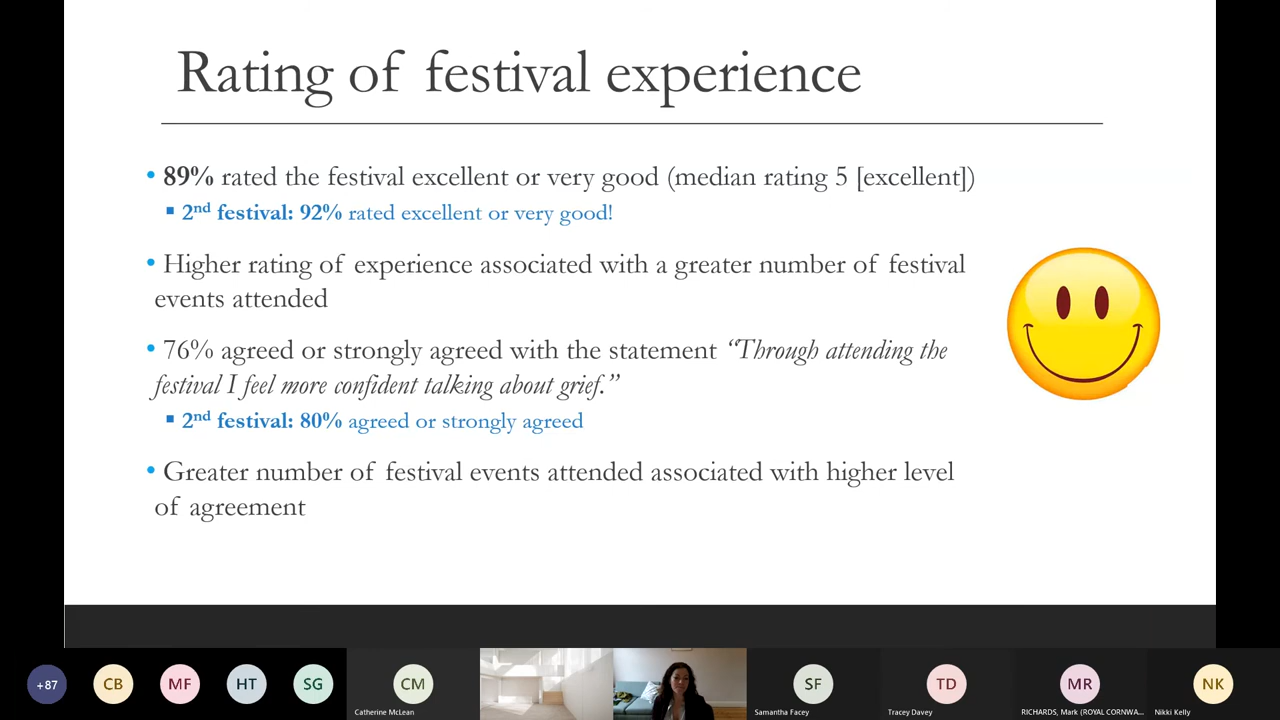 Rating of festival experience
• 89% rated the festival excellent or very good (median rating 5 [excellent])
▪ 2nd festival: 92% rated excellent or very good!
• Higher rating of experience associated with a greater number of festival
events attended
• 76% agreed or strongly agreed with the statement “Through attending the
festival I feel more confident talking about grief.”
▪ 2nd festival: 80% agreed or strongly agreed
• Greater number of festival events attended associated with higher level
of agreement
+87 CB MF HT SG CM SF TD MR NK
Catherine McLean Samantha Facey Tracey Davey RICHARDS, Mark (ROYAL CORNWA... Nikki Kelly